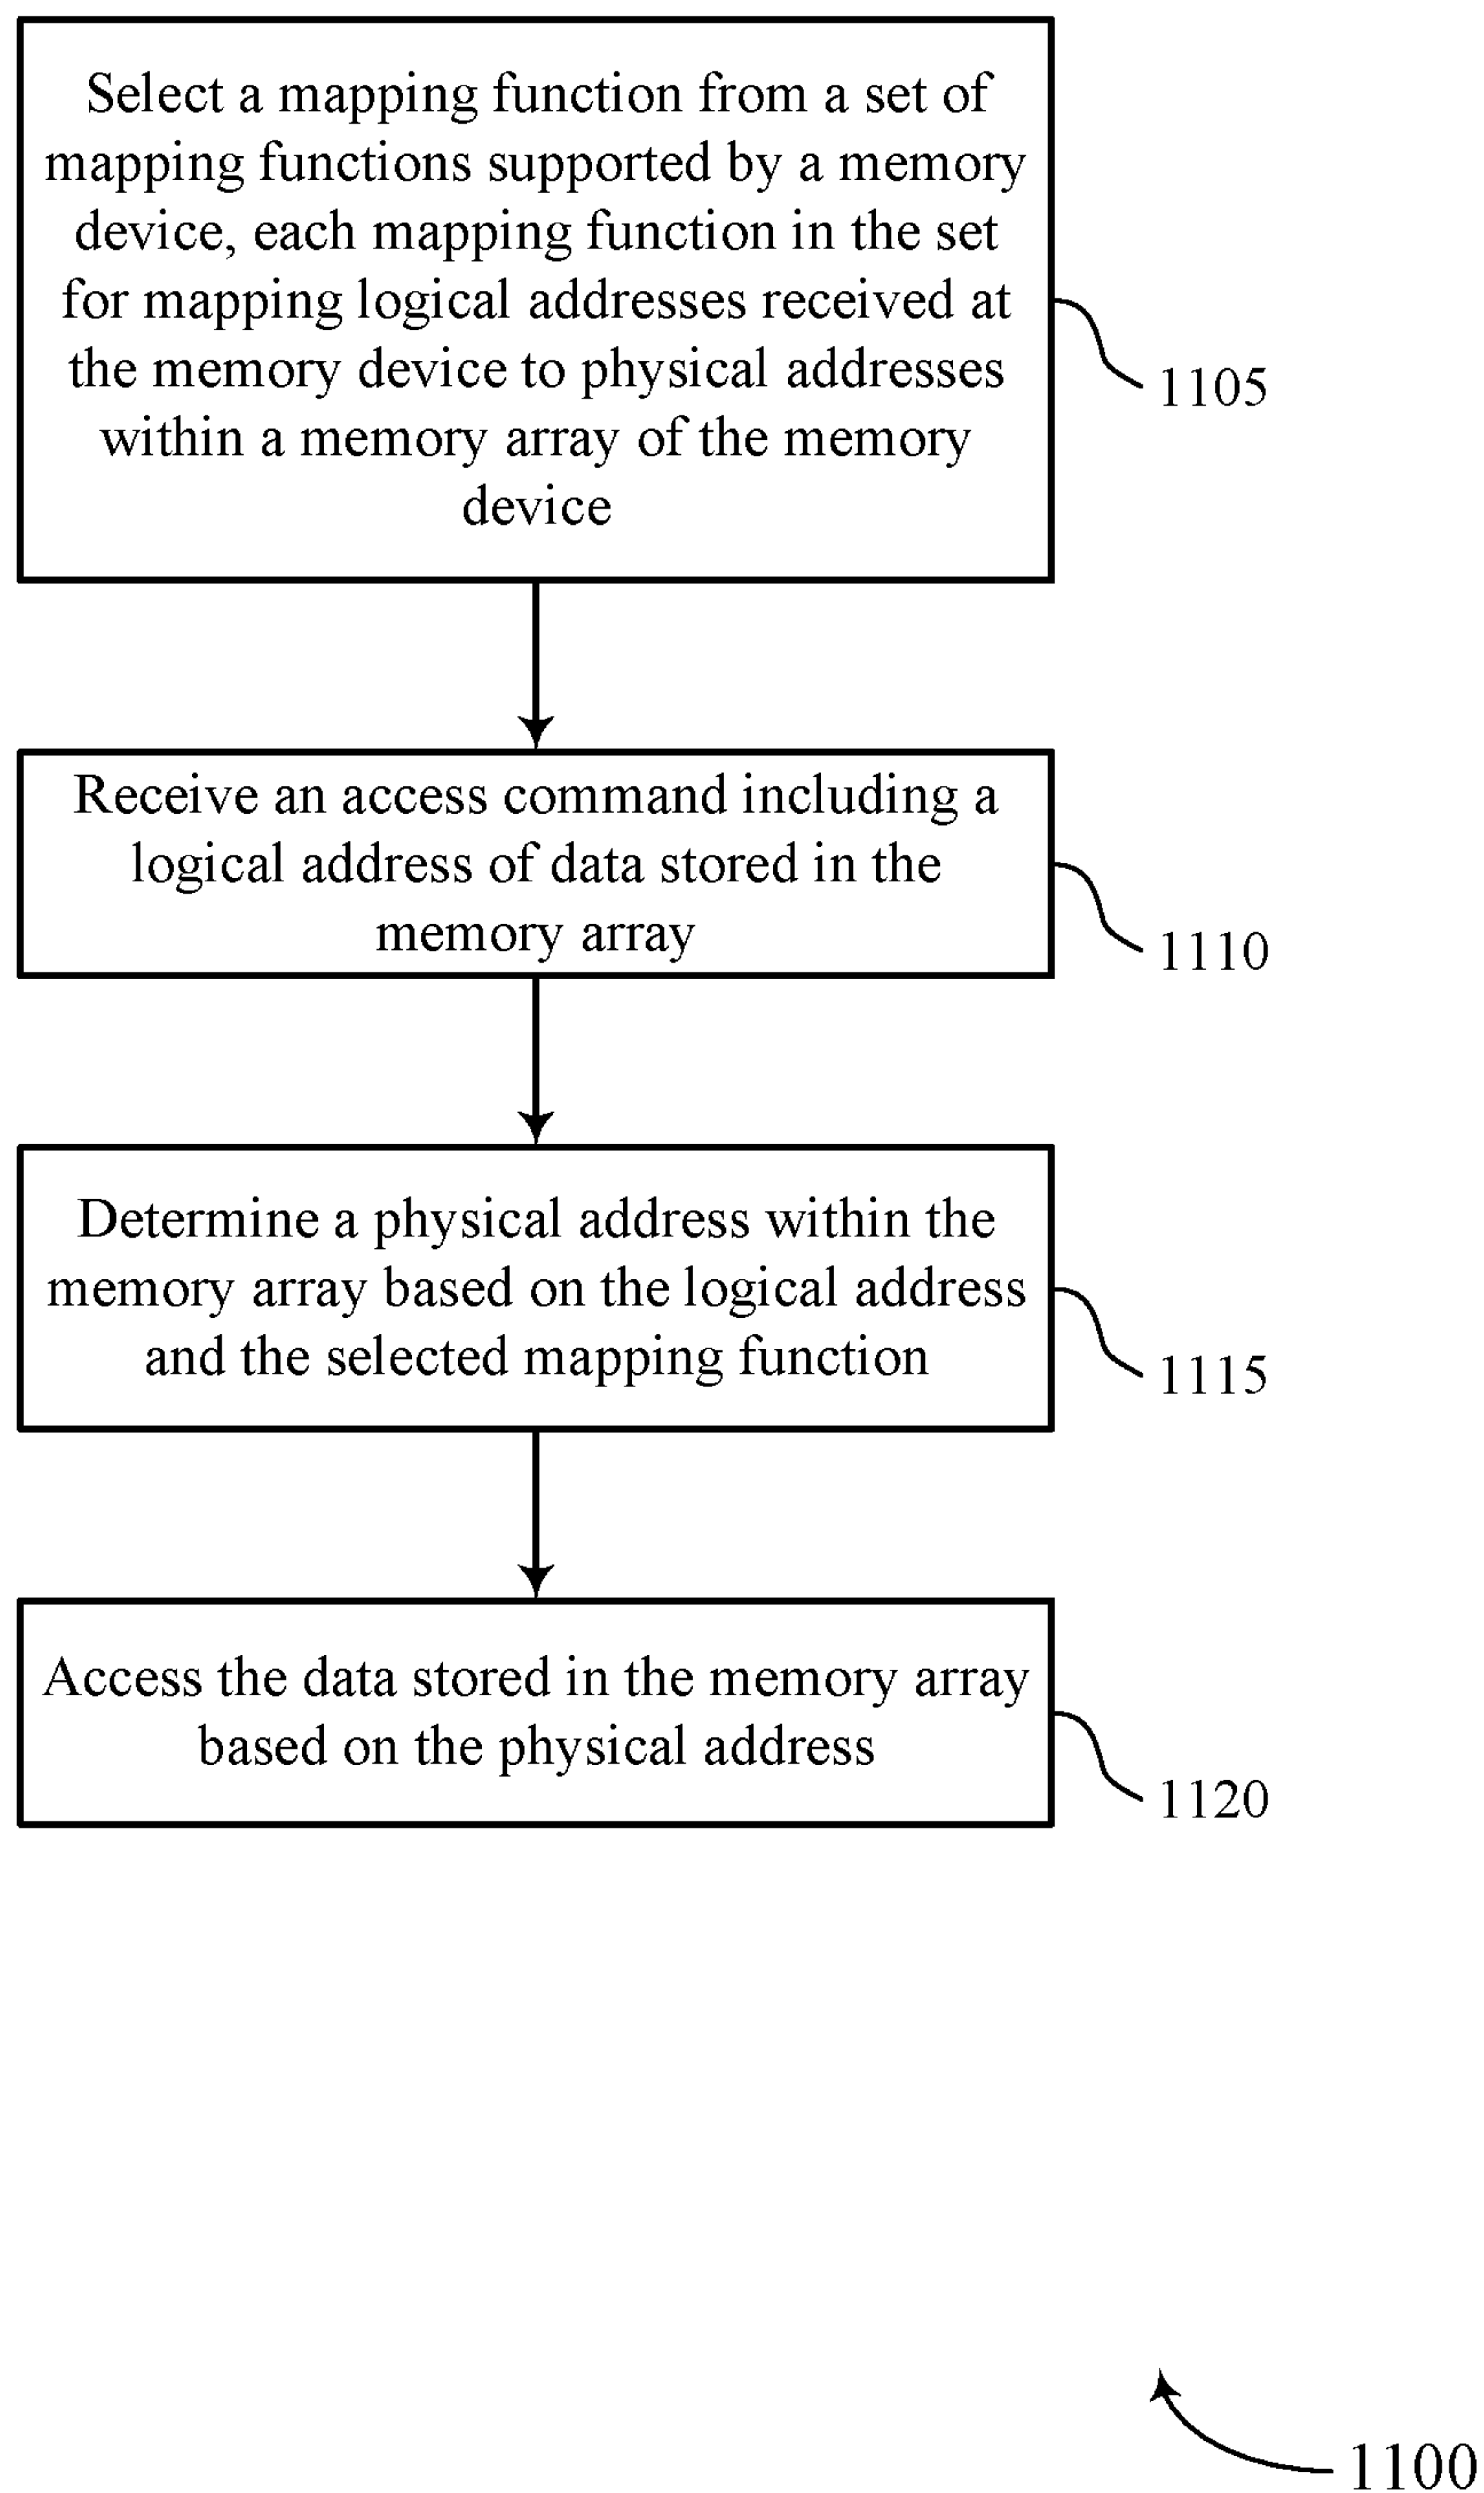 Select a mapping function from a set of
mapping functions supported by a memory
device, each mapping function in the set
for mapping logical addresses received at
the memory device to physical addresses
within a memory array of the memory
device
1105
Receive an access command including a
logical address of data stored in the
memory array
1110
Determine a physical address within the
memory array based on the logical address
and the selected mapping function
1115
Access the data stored in the memory array
based on the physical address
1120
1100